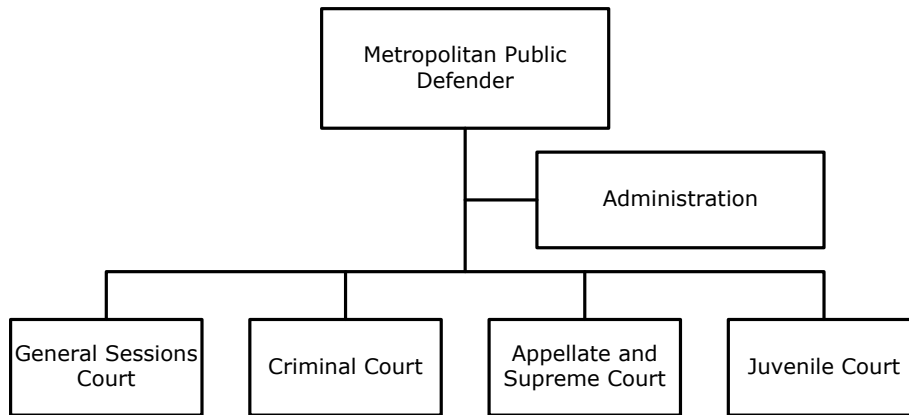 Metropolitan Public
Defender
Administration
General Sessions
Court
Criminal Court
Appellate and
Supreme Court
Juvenile Court